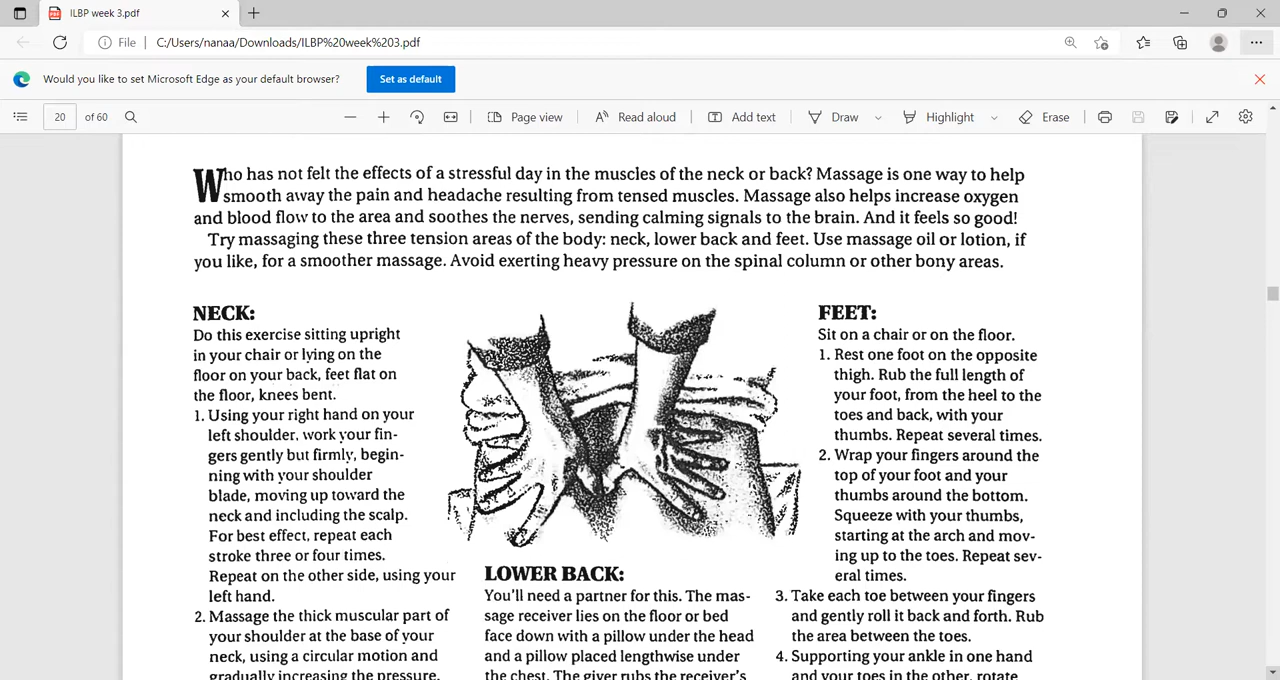 ILBP week 3.pdf
File C:/Users/nanaa/Downloads/ILBP%20week%203.pdf
Would you like to set Microsoft Edge as your default browser? Set as default
20 of 60 Page view Read aloud Add text Draw Highlight Erase
Who has not felt the effects of a stressful day in the muscles of the neck or back? Massage is one way to help
smooth away the pain and headache resulting from tensed muscles. Massage also helps increase oxygen
and blood flow to the area and soothes the nerves, sending calming signals to the brain. And it feels so good!
Try massaging these three tension areas of the body: neck, lower back and feet. Use massage oil or lotion, if
you like, for a smoother massage. Avoid exerting heavy pressure on the spinal column or other bony areas.
NECK:
Do this exercise sitting upright
in your chair or lying on the
floor on your back, feet flat on
the floor, knees bent.
1. Using your right hand on your
left shoulder, work your fin-
gers gently but firmly, begin-
ning with your shoulder
blade, moving up toward the
neck and including the scalp.
For best effect, repeat each
stroke three or four times.
Repeat on the other side, using your
left hand.
2. Massage the thick muscular part of
your shoulder at the base of your
neck, using a circular motion and
gradually increasing the pressure.
LOWER BACK:
You'll need a partner for this. The mas-
sage receiver lies on the floor or bed
face down with a pillow under the head
and a pillow placed lengthwise under
the chest. The giver rubs the receiver's
FEET:
Sit on a chair or on the floor.
1. Rest one foot on the opposite
thigh. Rub the full length of
your foot, from the heel to the
toes and back, with your
thumbs. Repeat several times.
2. Wrap your fingers around the
top of your foot and your
thumbs around the bottom.
Squeeze with your thumbs,
starting at the arch and mov-
ing up to the toes. Repeat sev-
eral times.
3. Take each toe between your fingers
and gently roll it back and forth. Rub
the area between the toes.
4. Supporting your ankle in one hand
and your toes in the other, rotate